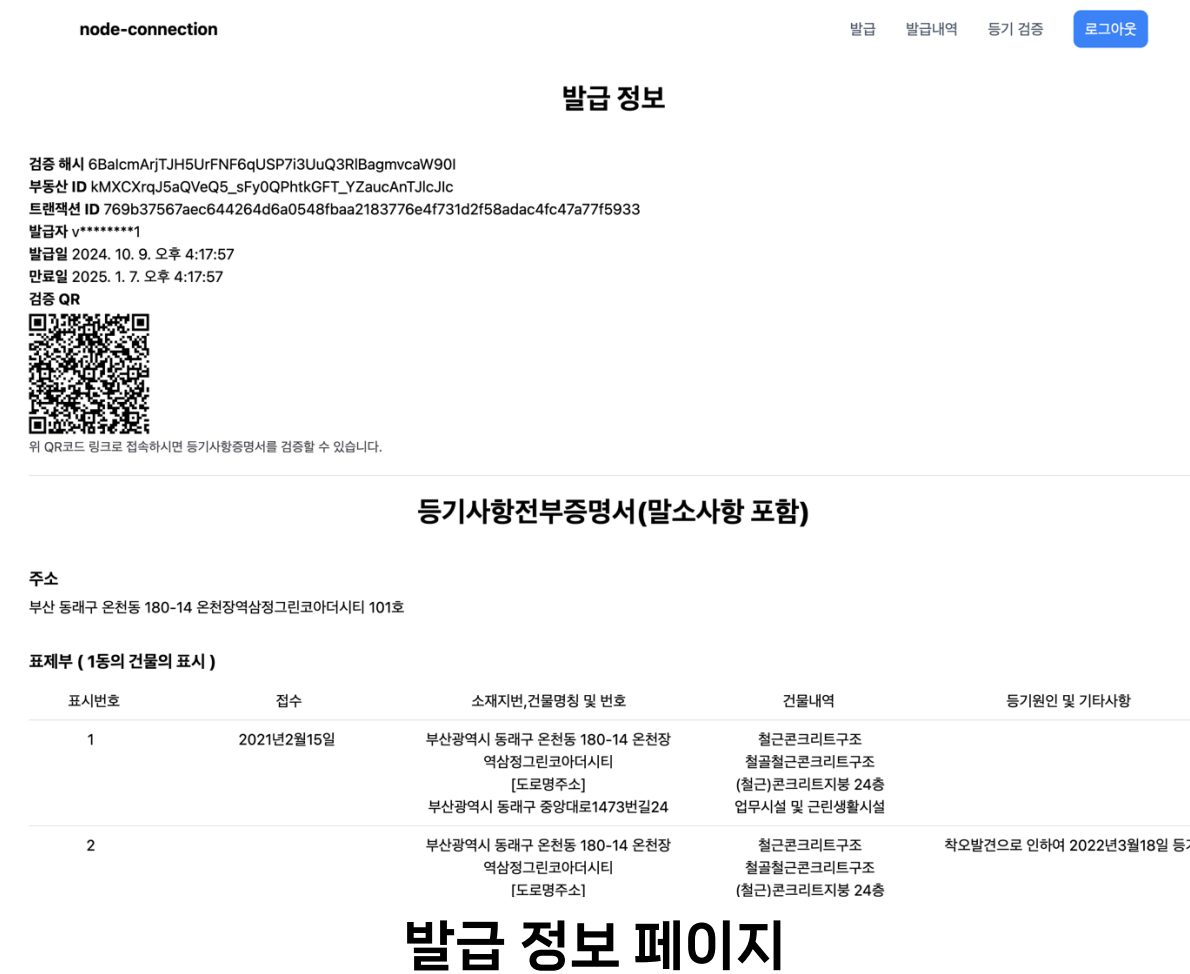 node-connection
발급 발급내역 등기 검증 로그아웃
발급 정보
검증 해시 6BalcmArjTJH5UrFNF6qUSP7i3UuQ3RlBagmvcaW90I
부동산 ID kMXCXrqJ5aQVeQ5_sFy0QPhtkGFT_YZaucAnTJlcJlc
트랜잭션 ID 769b37567aec644264d6a0548fbaa2183776e4f731d2f58adac4fc47a77f5933
발급자 v********1
발급일 2024. 10. 9. 오후 4:17:57
만료일 2025. 1. 7. 오후 4:17:57
검증 QR
위 QR코드 링크로 접속하시면 등기사항증명서를 검증할 수 있습니다.
등기사항전부증명서(말소사항 포함)
주소
부산 동래구 온천동 180-14 온천장역삼정그린코아더시티 101호
표제부 ( 1동의 건물의 표시 )
표시번호 접수 소재지번,건물명칭 및 번호 건물내역 등기원인 및 기타사항
1 2021년2월15일 부산광역시 동래구 온천동 180-14 온천장 철근콘크리트구조
역삼정그린코아더시티 철골철근콘크리트구조
[도로명주소] (철근)콘크리트지붕 24층
부산광역시 동래구 중앙대로1473번길24 업무시설 및 근린생활시설
2 부산광역시 동래구 온천동 180-14 온천장 철근콘크리트구조 착오발견으로 인하여 2022년3월18일
역삼정그린코아더시티 철골철근콘크리트구조
[도로명주소] (철근)콘크리트지붕 24층
발급 정보 페이지